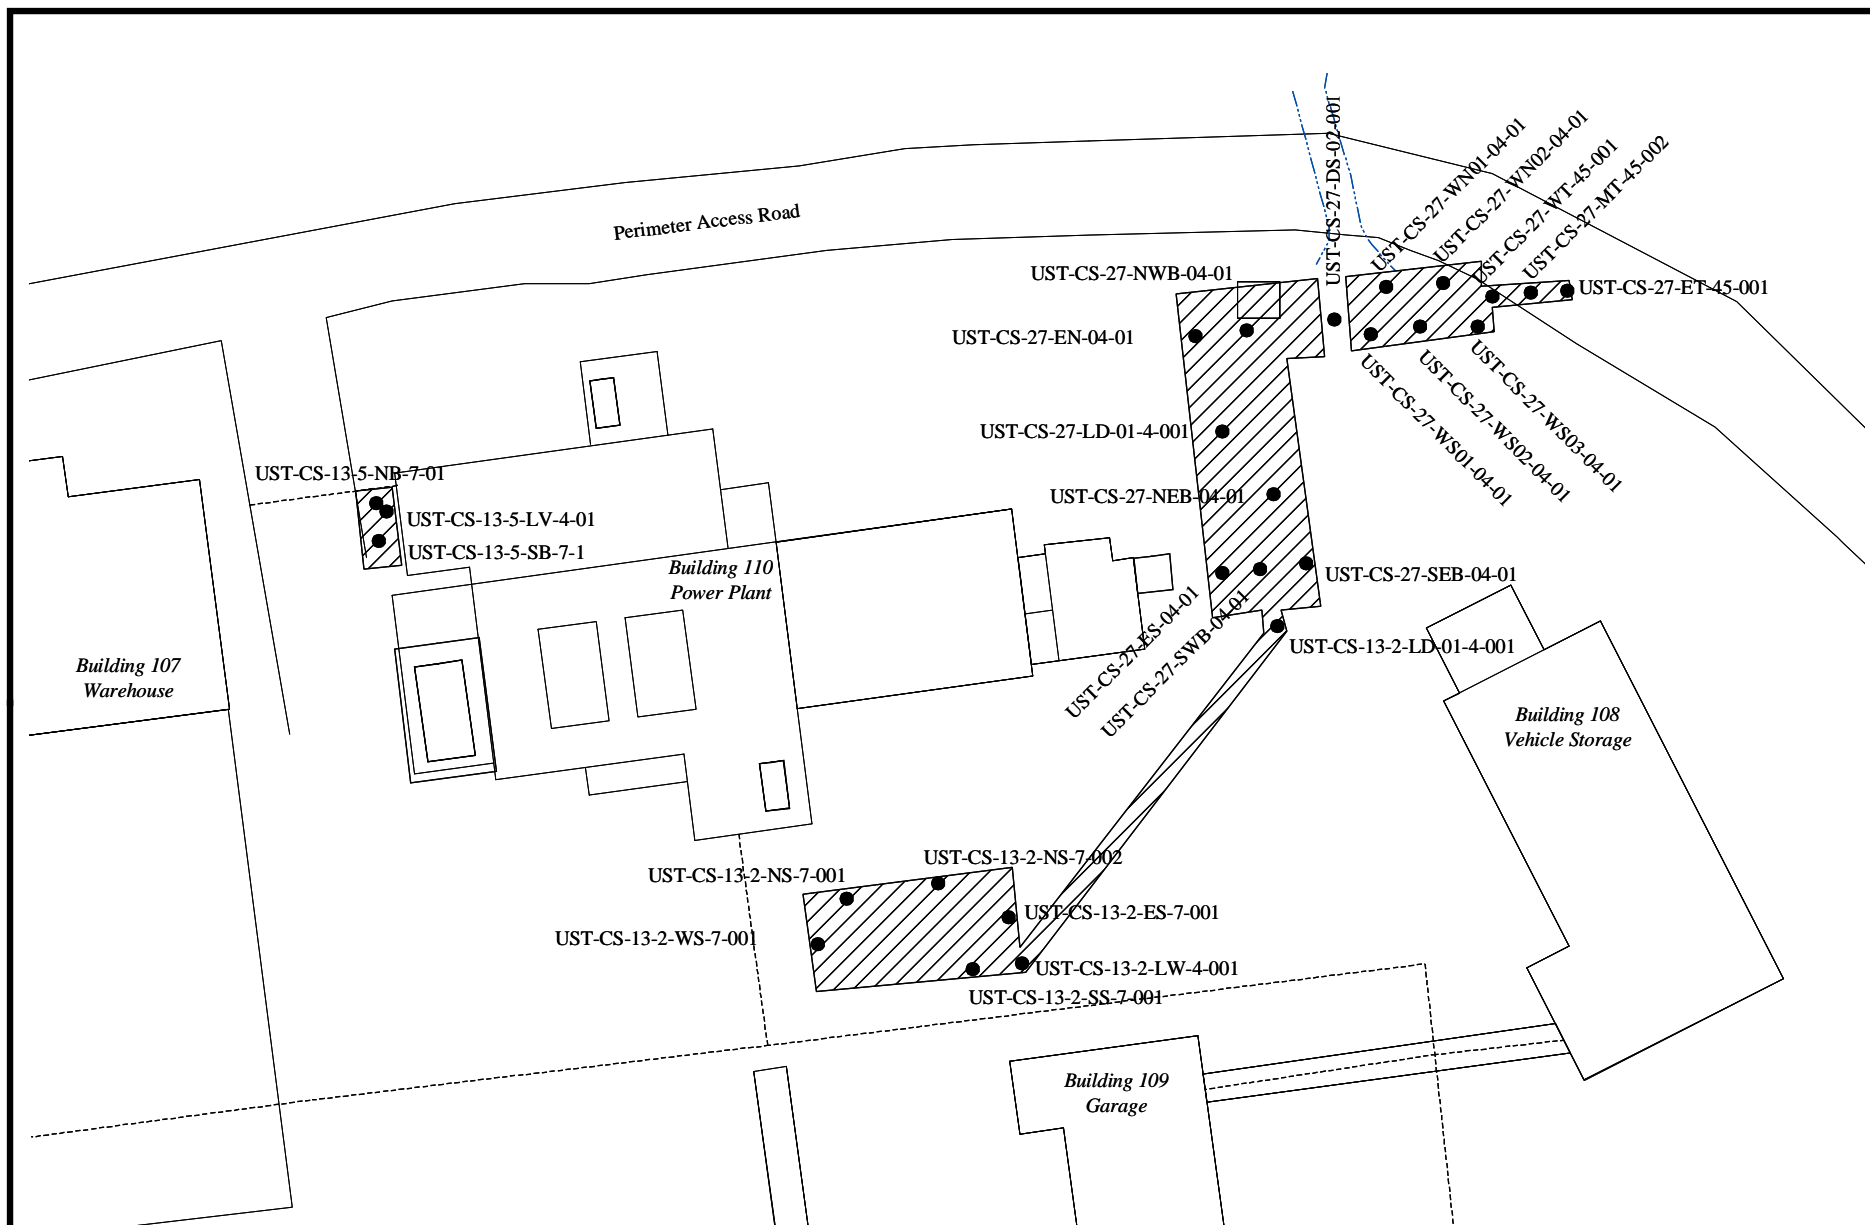 UST-CS-27-DS-02-001
UST-CS-27-WN01-04-01
UST-CS-27-WN02-04-01
UST-CS-27-WT-45-001
UST-CS-27-MT-45-002
Perimeter Access Road
UST-CS-27-NWB-04-01
UST-CS-27-ET-45-001
UST-CS-27-EN-04-01
UST-CS-27-WS01-04-01
UST-CS-27-WS02-04-01
UST-CS-27-WS03-04-01
UST-CS-27-LD-01-4-001
UST-CS-13-5-NB-7-01
UST-CS-27-NEB-04-01
UST-CS-13-5-LV-4-01
UST-CS-13-5-SB-7-1
Building 110
Power Plant
UST-CS-27-SEB-04-01
UST-CS-27-ES-04-01
UST-CS-27-SWB-04-01
UST-CS-13-2-LD-01-4-001
Building 107
Warehouse
Building 108
Vehicle Storage
UST-CS-13-2-NS-7-002
UST-CS-13-2-NS-7-001
UST-CS-13-2-ES-7-001
UST-CS-13-2-WS-7-001
UST-CS-13-2-LW-4-001
UST-CS-13-2-SS-7-001
Building 109
Garage